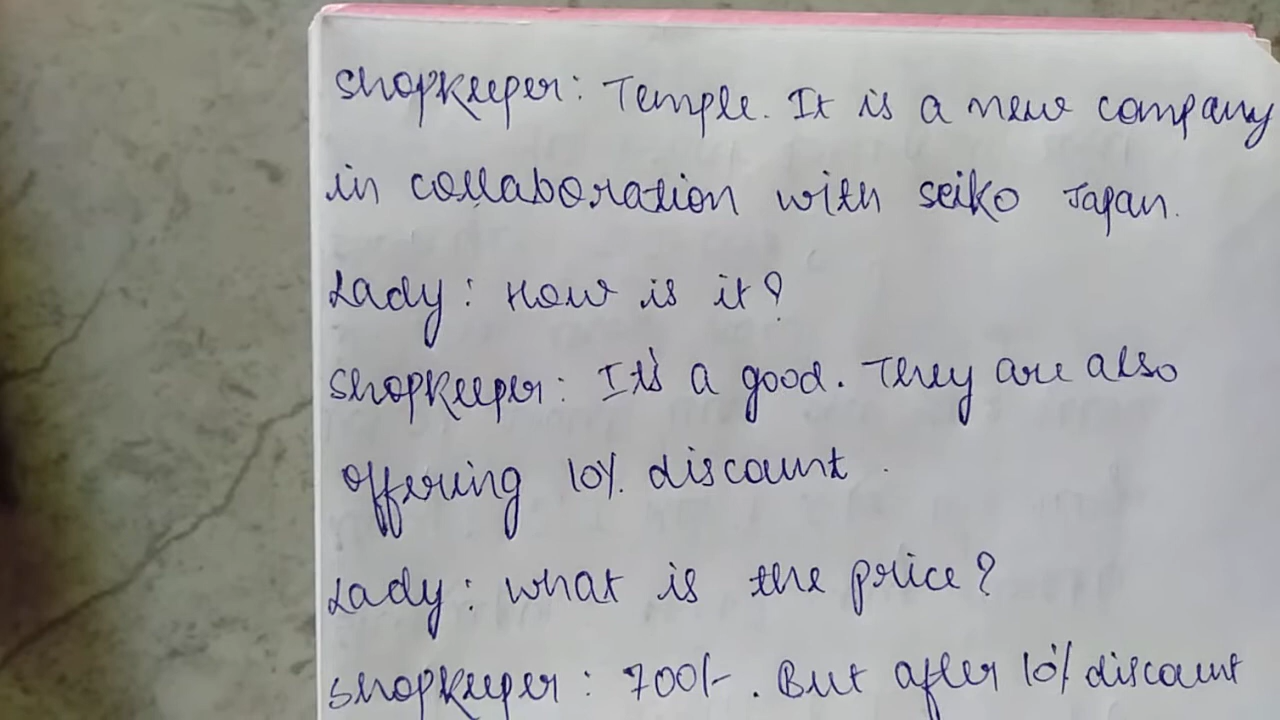 Shopkeeper: Temple. It is a new company
in collaboration with seiko Japan.
Lady: How is it?
Shopkeeper: It's a good. They are also
offering 10% discount.
Lady: what is the price?
Shopkeeper: 700/-. But after 10% discount